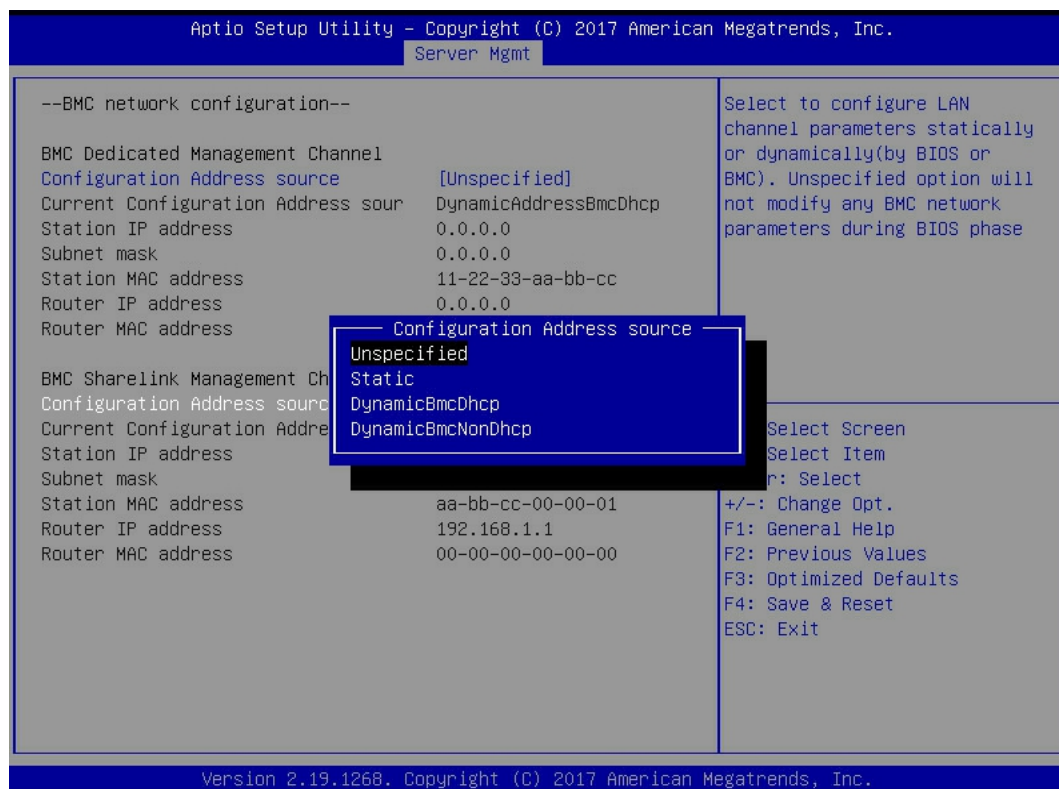 Aptio Setup Utility – Copyright (C) 2017 American Megatrends, Inc.
Server Mgmt
--BMC network configuration--
BMC Dedicated Management Channel
Configuration Address source [Unspecified]
Current Configuration Address sour DynamicAddressBmcDhcp
Station IP address 0.0.0.0
Subnet mask 0.0.0.0
Station MAC address 11-22-33-aa-bb-cc
Router IP address 0.0.0.0
Router MAC address
BMC Sharelink Management Ch
Configuration Address sourc
Current Configuration Addre
Station IP address
Subnet mask
Station MAC address aa-bb-cc-00-00-01
Router IP address 192.168.1.1
Router MAC address 00-00-00-00-00-00
Configuration Address source
Unspecified
Static
DynamicBmcDhcp
DynamicBmcNonDhcp
Select to configure LAN
channel parameters statically
or dynamically(by BIOS or
BMC). Unspecified option will
not modify any BMC network
parameters during BIOS phase
Select Screen
Select Item
r: Select
+/-: Change Opt.
F1: General Help
F2: Previous Values
F3: Optimized Defaults
F4: Save & Reset
ESC: Exit
Version 2.19.1268. Copyright (C) 2017 American Megatrends, Inc.